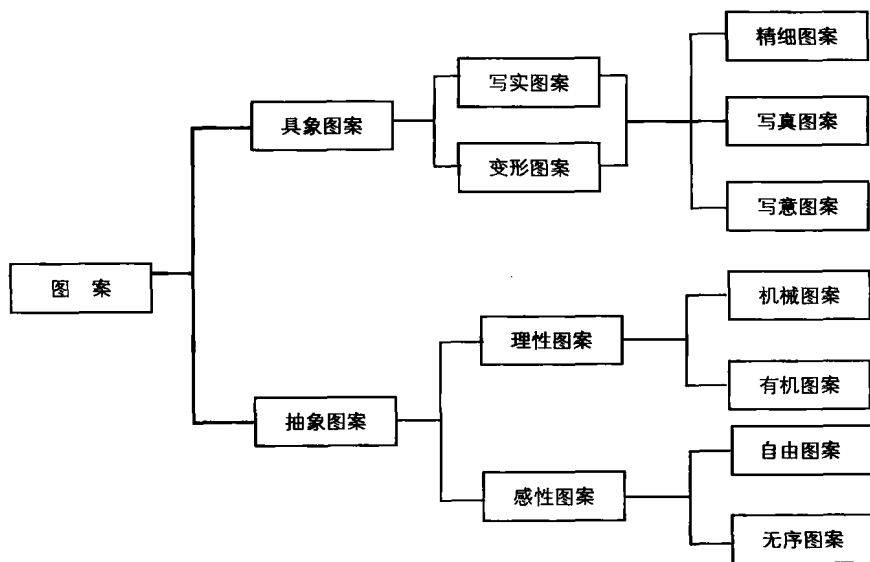 图 案
具象图案
写实图案
变形图案
精细图案
写真图案
写意图案
抽象图案
理性图案
机械图案
有机图案
感性图案
自由图案
无序图案